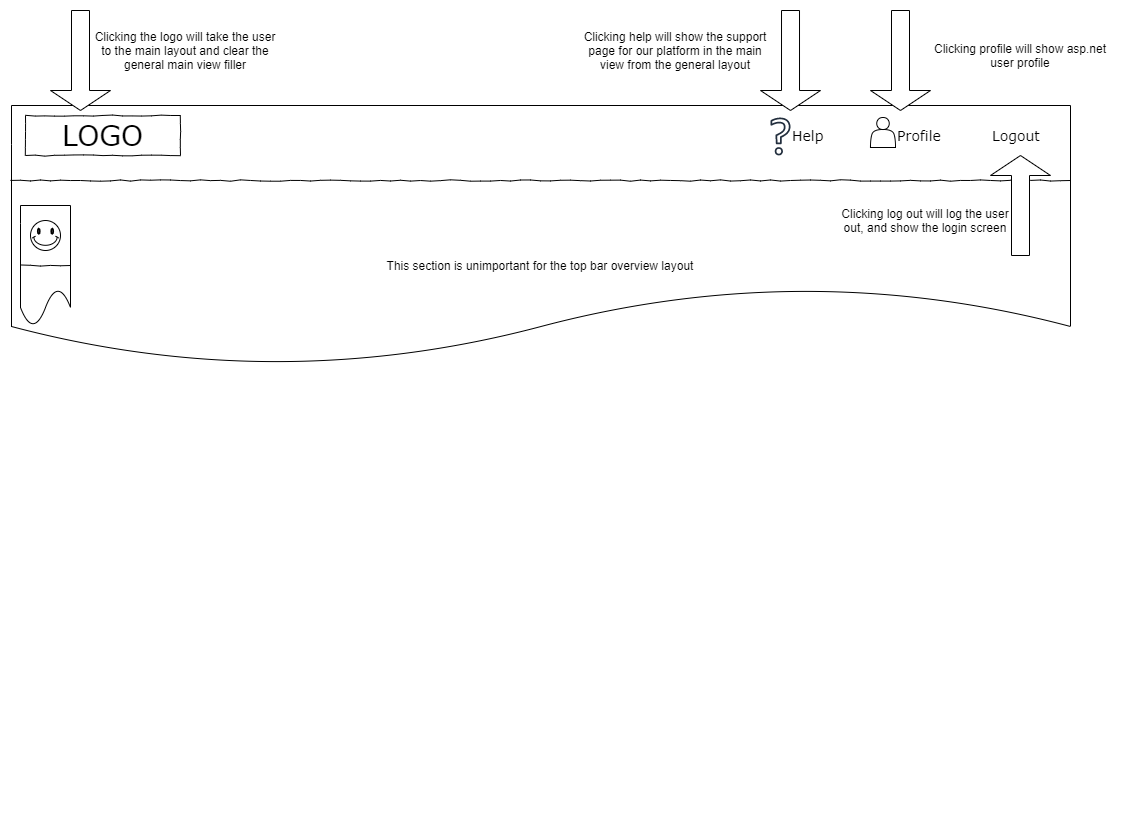 Clicking the logo will take the user
to the main layout and clear the
general main view filler
Clicking help will show the support
page for our platform in the main
view from the general layout
Clicking profile will show asp.net
user profile
LOGO
Help
Profile
Logout
Clicking log out will log the user
out, and show the login screen
This section is unimportant for the top bar overview layout